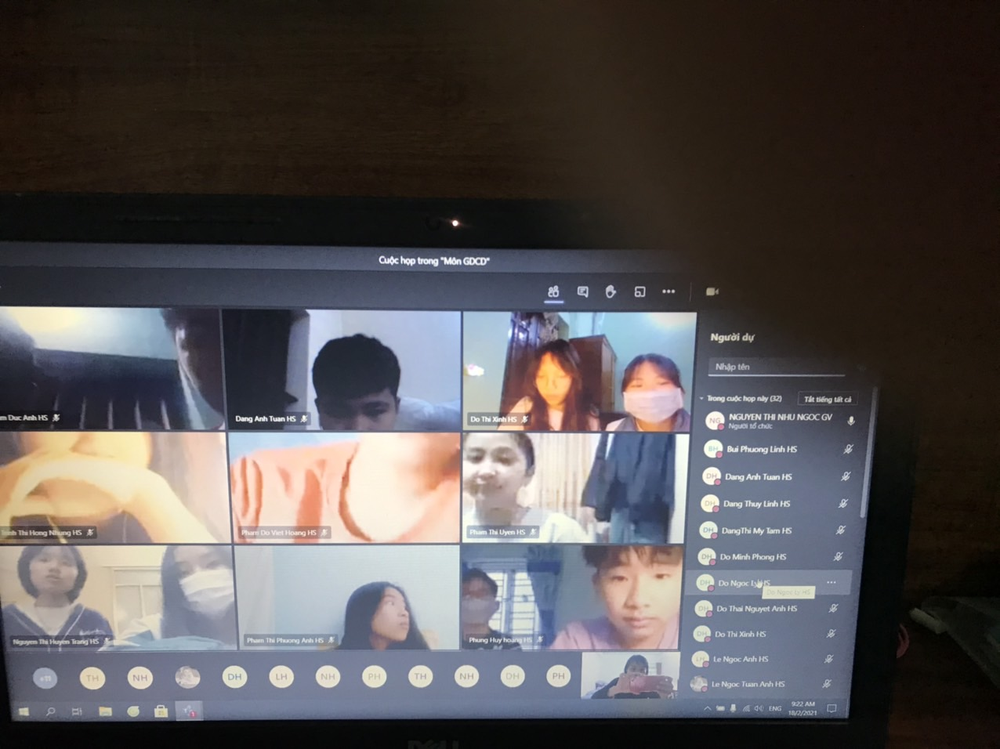 Cuộc họp trong "Môn GDCD"
Người dự
Nhập tên
Trong cuộc họp này (32)
Tắt tiếng tất cả
NGUYEN THI NHU NGOC GV
Người tổ chức
BH Bui Phuong Linh HS
DH Dang Anh Tuan HS
DH Dang Thuy Linh HS
DH DangThi My Tam HS
DH Do Minh Phong HS
DH Do Ngoc Ly HS
Do Ngoc Ly HS
DH Do Thai Nguyet Anh HS
DH Do Thi Xinh HS
LH Le Ngoc Anh HS
Le Ngoc Tuan Anh HS
Duc Anh HS
Dang Anh Tuan HS
Do Thi Xinh HS
Thi Hong Nhung HS
Pham Do Viet Hoang HS
Pham Thi Uyen HS
Nguyen Thi Huyen Trang HS
Pham Thi Phuong Anh HS
Phung Huy hoang HS
+11 TH NH DH LH NH PH TH NH DH PH
ENG
9:22 AM
18/2/2021
DELL